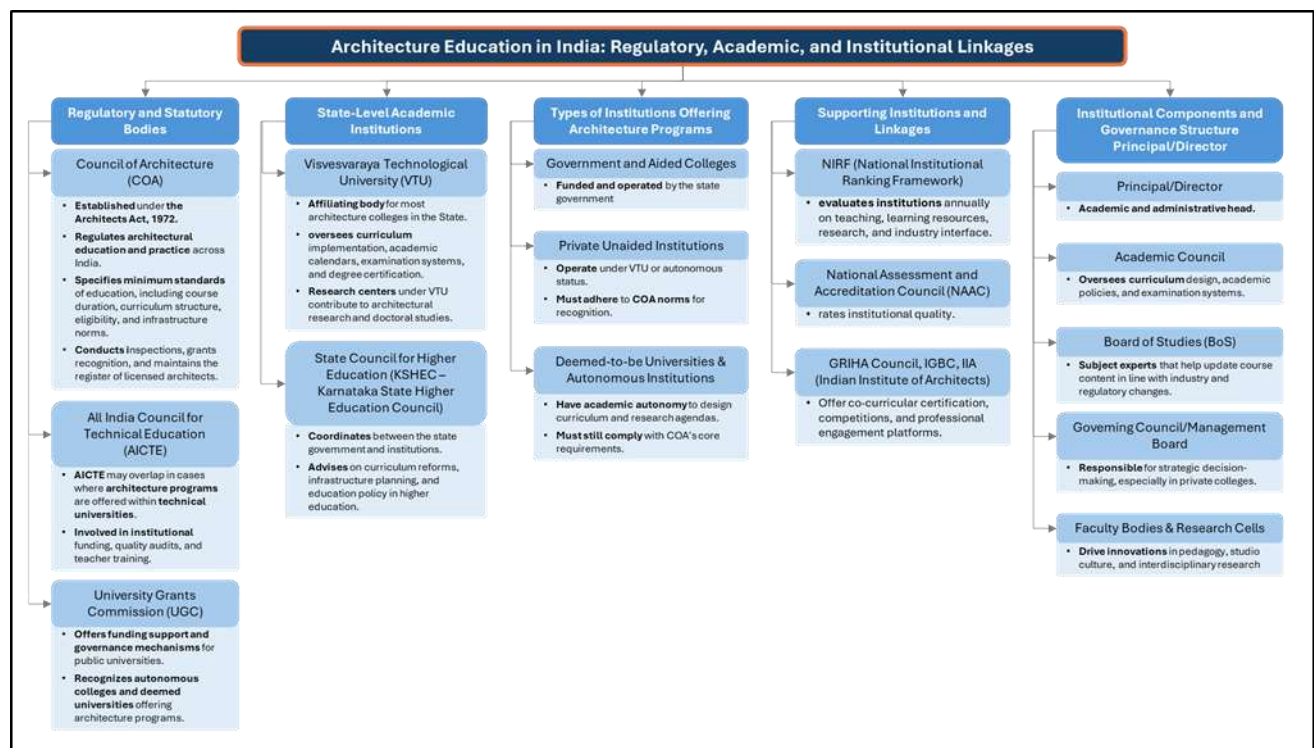 Architecture Education in India: Regulatory, Academic, and Institutional Linkages
Regulatory and Statutory
Bodies
Council of Architecture
(COA)
• Established under the
Architects Act, 1972.
• Regulates architectural
education and practice across
India.
• Specifies minimum standards
of education, including course
duration, curriculum structure,
eligibility, and infrastructure
norms.
• Conducts inspections, grants
recognition, and maintains the
register of licensed architects.
All India Council for
Technical Education
(AICTE)
• AICTE may overlap in cases
where architecture programs
are offered within technical
universities.
• Involved in institutional
funding, quality audits, and
teacher training.
University Grants
Commission (UGC)
• Offers funding support and
governance mechanisms for
public universities.
• Recognizes autonomous
colleges and deemed
universities offering
architecture programs.
State-Level Academic
Institutions
Visvesvaraya Technological
University (VTU)
• Affiliating body for most
architecture colleges in the State.
• oversees curriculum
implementation, academic
calendars, examination systems,
and degree certification.
• Research centers under VTU
contribute to architectural
research and doctoral studies.
State Council for Higher
Education (KSHEC –
Karnataka State Higher
Education Council)
• Coordinates between the state
government and institutions.
• Advises on curriculum reforms,
infrastructure planning, and
education policy in higher
education.
Types of Institutions Offering
Architecture Programs
Government and Aided Colleges
• Funded and operated by the state
government
Private Unaided Institutions
• Operate under VTU or autonomous
status.
• Must adhere to COA norms for
recognition.
Deemed-to-be Universities &
Autonomous Institutions
• Have academic autonomy to design
curriculum and research agendas.
• Must still comply with COA's core
requirements.
Supporting Institutions and
Linkages
NIRF (National Institutional
Ranking Framework)
• evaluates institutions annually
on teaching, learning resources,
research, and industry interface.
National Assessment and
Accreditation Council (NAAC)
• rates institutional quality.
GRIHA Council, IGBC, IIA
(Indian Institute of Architects)
• Offer co-curricular certification,
competitions, and professional
engagement platforms.
Institutional Components and
Governance Structure
Principal/Director
Principal/Director
• Academic and administrative head.
Academic Council
• Oversees curriculum design, academic
policies, and examination systems.
Board of Studies (BoS)
• Subject experts that help update course
content in line with industry and
regulatory changes.
Governing Council/Management
Board
• Responsible for strategic decision-
making, especially in private colleges.
Faculty Bodies & Research Cells
• Drive innovations in pedagogy, studio
culture, and interdisciplinary research